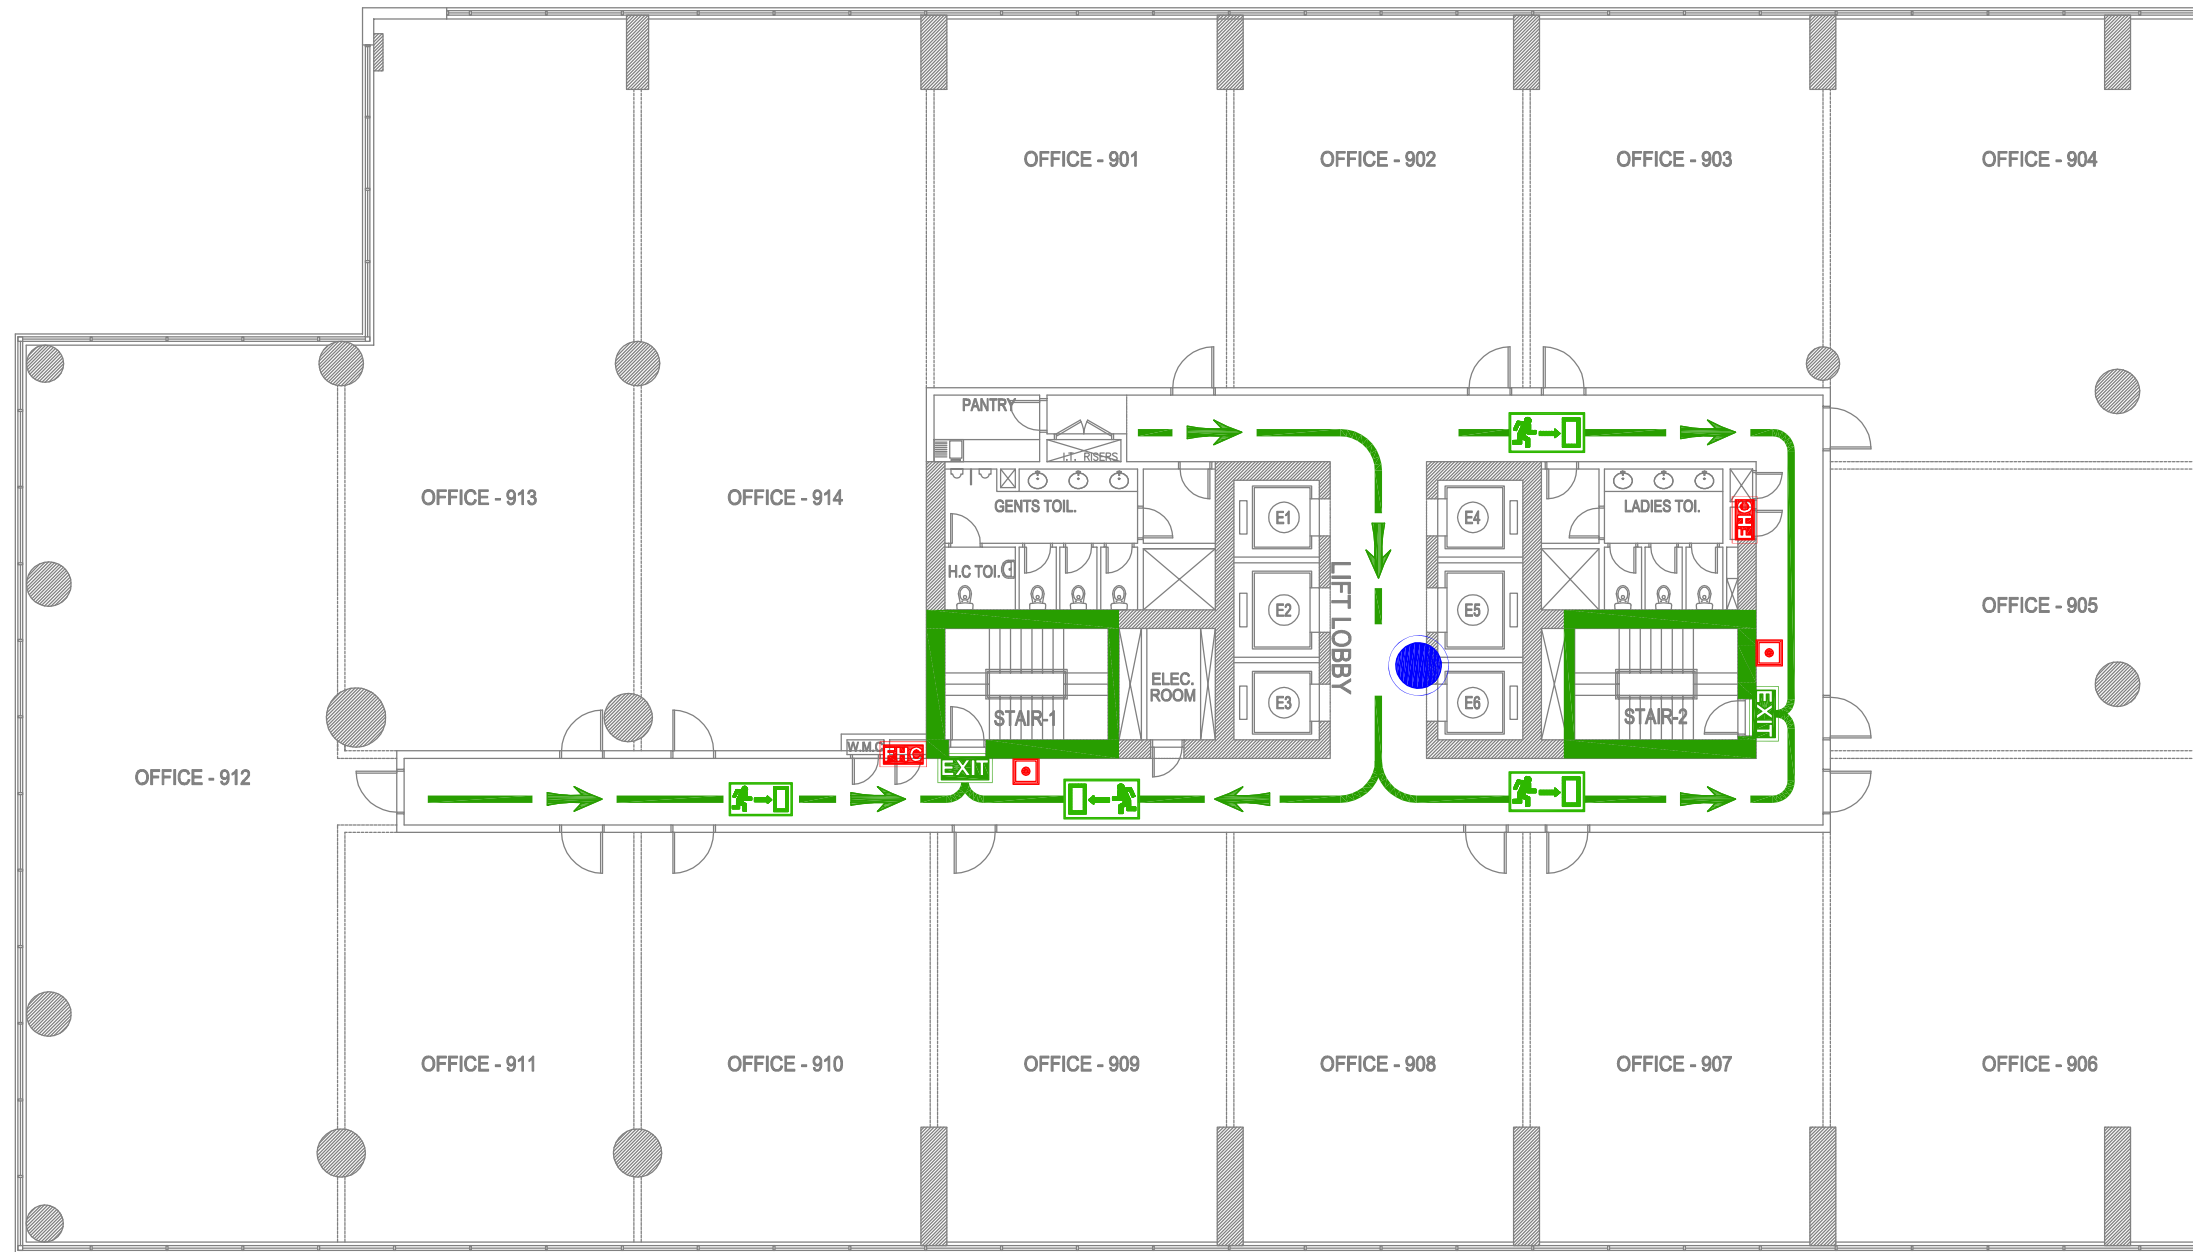 OFFICE - 901
OFFICE - 902
OFFICE - 903
OFFICE - 904
PANTRY
I.T. RISERS
OFFICE - 913
OFFICE - 914
GENTS TOIL.
E1
E4
LADIES TOI.
FHC
H.C TOI.
LIFT LOBBY
E2
E5
OFFICE - 905
ELEC.
ROOM
E3
E6
STAIR-1
STAIR-2
EXIT
W.M.C
FHC
EXIT
OFFICE - 912
OFFICE - 911
OFFICE - 910
OFFICE - 909
OFFICE - 908
OFFICE - 907
OFFICE - 906